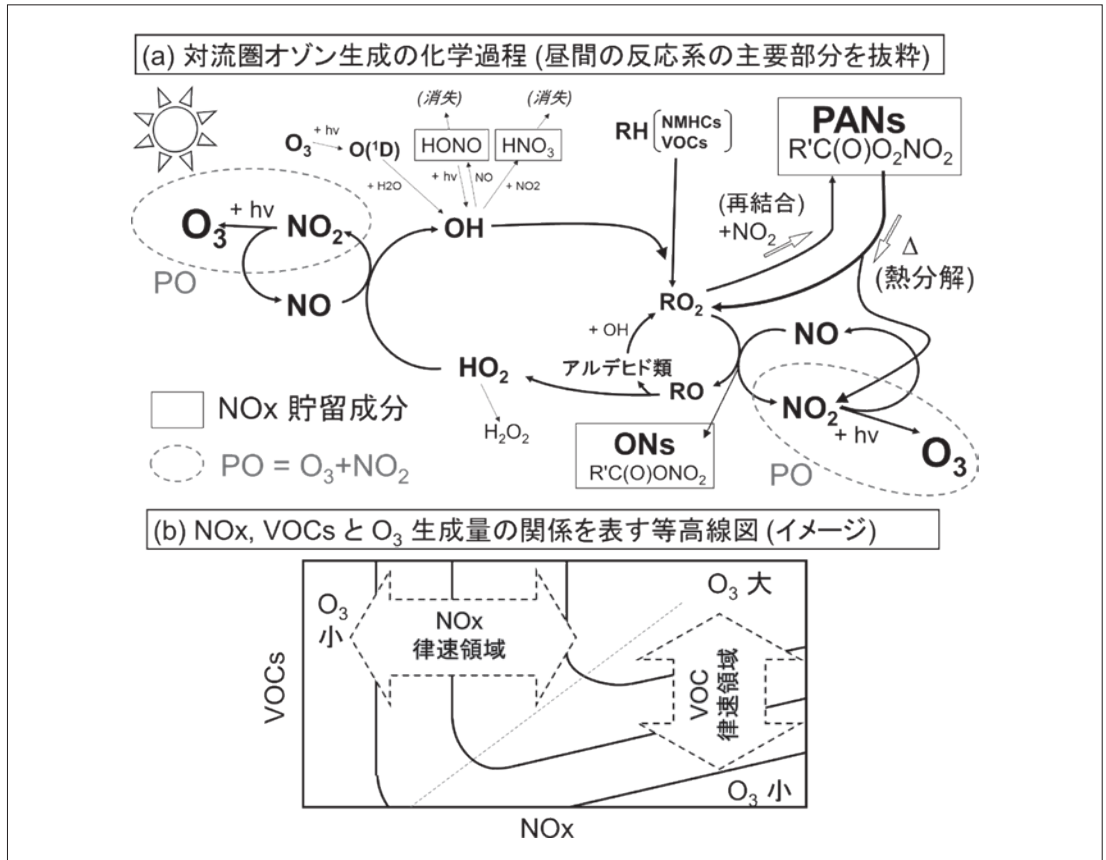 (a) 対流圏オゾン生成の化学過程 (昼間の反応系の主要部分を抜粋)
(消失)
(消失)
O₃
+ hv
O(¹D)
HONO
HNO₃
+ H2O
+ hv
NO
+ NO2
RH
NMHCs
VOCs
PANs
R'C(O)O₂NO₂
O₃
+ hv
NO₂
OH
(再結合)
+NO₂
Δ
(熱分解)
PO
NO
RO₂
+ OH
NO
HO₂
アルデヒド類
RO
NO₂
+ hv
O₃
NOx 貯留成分
H₂O₂
ONs
R'C(O)ONO₂
PO
PO = O₃+NO₂
(b) NOx, VOCs と O₃ 生成量の関係を表す等高線図 (イメージ)
O₃
小
NOx
律速領域
O₃ 大
VOC
律速領域
VOCs
O₃ 小
NOx